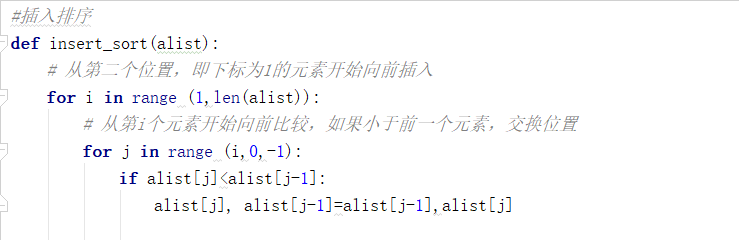 #插入排序
def insert_sort(alist):
    # 从第二个位置，即下标为1的元素开始向前插入
    for i in range (1,len(alist)):
        # 从第i个元素开始向前比较，如果小于前一个元素，交换位置
        for j in range (i,0,-1):
            if alist[j]<alist[j-1]:
                alist[j], alist[j-1]=alist[j-1],alist[j]